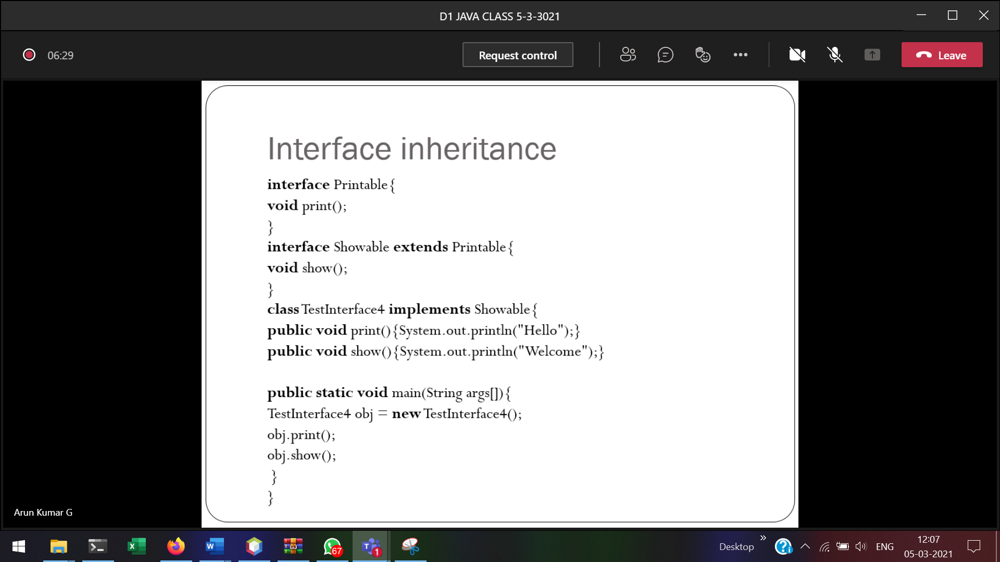 D1 JAVA CLASS 5-3-3021
06:29
Request control
Leave
Interface inheritance
interface Printable{
void print();
}
interface Showable extends Printable{
void show();
}
class TestInterface4 implements Showable{
public void print(){System.out.println("Hello");}
public void show(){System.out.println("Welcome");}
public static void main(String args[]){
TestInterface4 obj = new TestInterface4();
obj.print();
obj.show();
}
}
Arun Kumar G
67
1
Desktop
ENG
12:07
05-03-2021